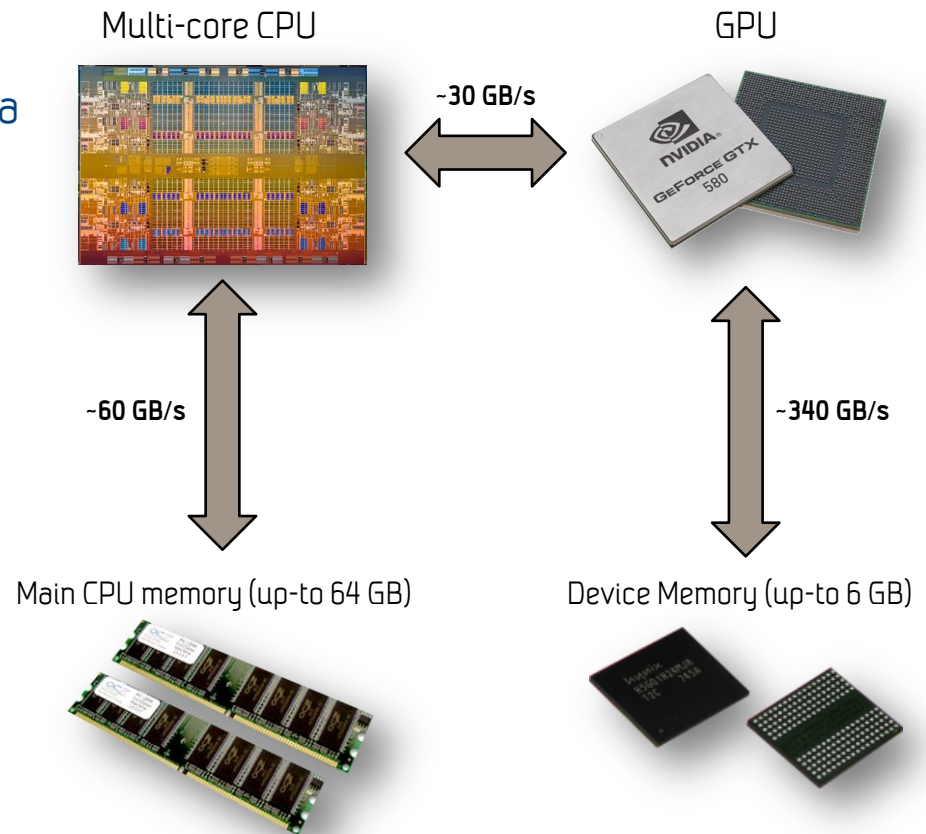 Multi-core CPU
GPU
a
~30 GB/s
NVIDIA®
GEFORCE GTX
580
~60 GB/s
~340 GB/s
Main CPU memory (up-to 64 GB)
Device Memory (up-to 6 GB)
hynix